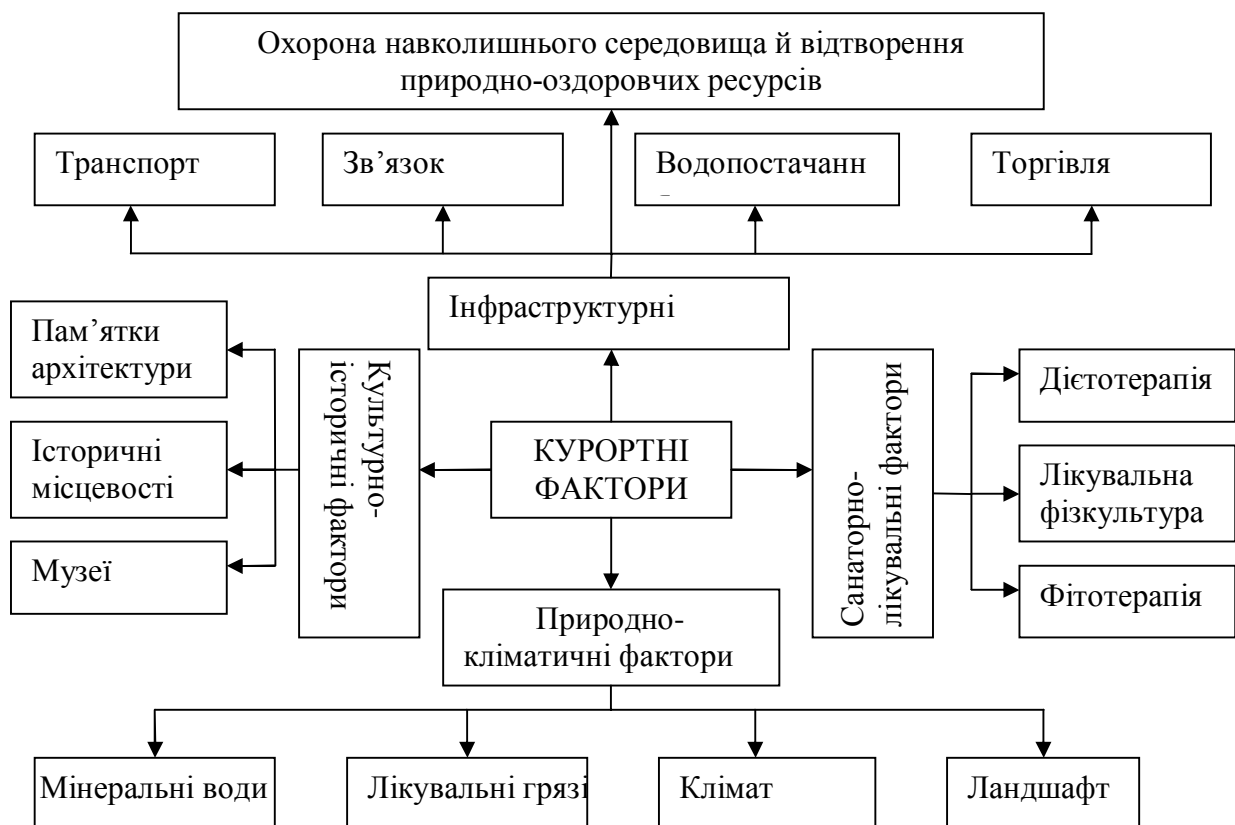 Охорона навколишнього середовища й відтворення
природно-оздоровчих ресурсів
Транспорт
Зв’язок
Водопостачанн
Торгівля
Інфраструктурні
Пам’ятки
архітектури
Історичні
місцевості
Музеї
Культурно-
історичні фактори
КУРОРТНІ
ФАКТОРИ
Санаторно-
лікувальні фактори
Дієтотерапія
Лікувальна
фізкультура
Фітотерапія
Природно-
кліматичні фактори
Мінеральні води
Лікувальні грязі
Клімат
Ландшафт